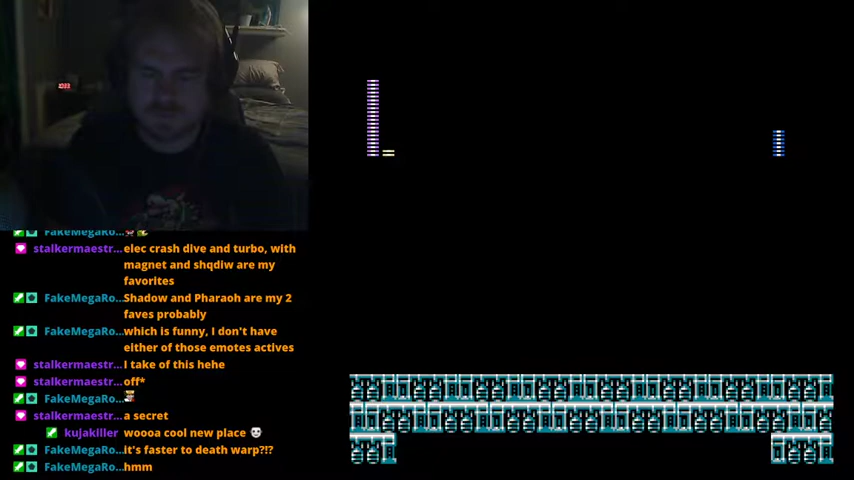 FakeMegaRo...
stalkermaestr... elec crash dive and turbo, with
magnet and shqdiw are my
favorites
FakeMegaRo... Shadow and Pharaoh are my 2
faves probably
FakeMegaRo... which is funny, I don't have
either of those emotes actives
stalkermaestr... I take of this hehe
stalkermaestr... off*
FakeMegaRo...
stalkermaestr... a secret
kujakiller woooa cool new place
FakeMegaRo... it's faster to death warp?!?
FakeMegaRo... hmm